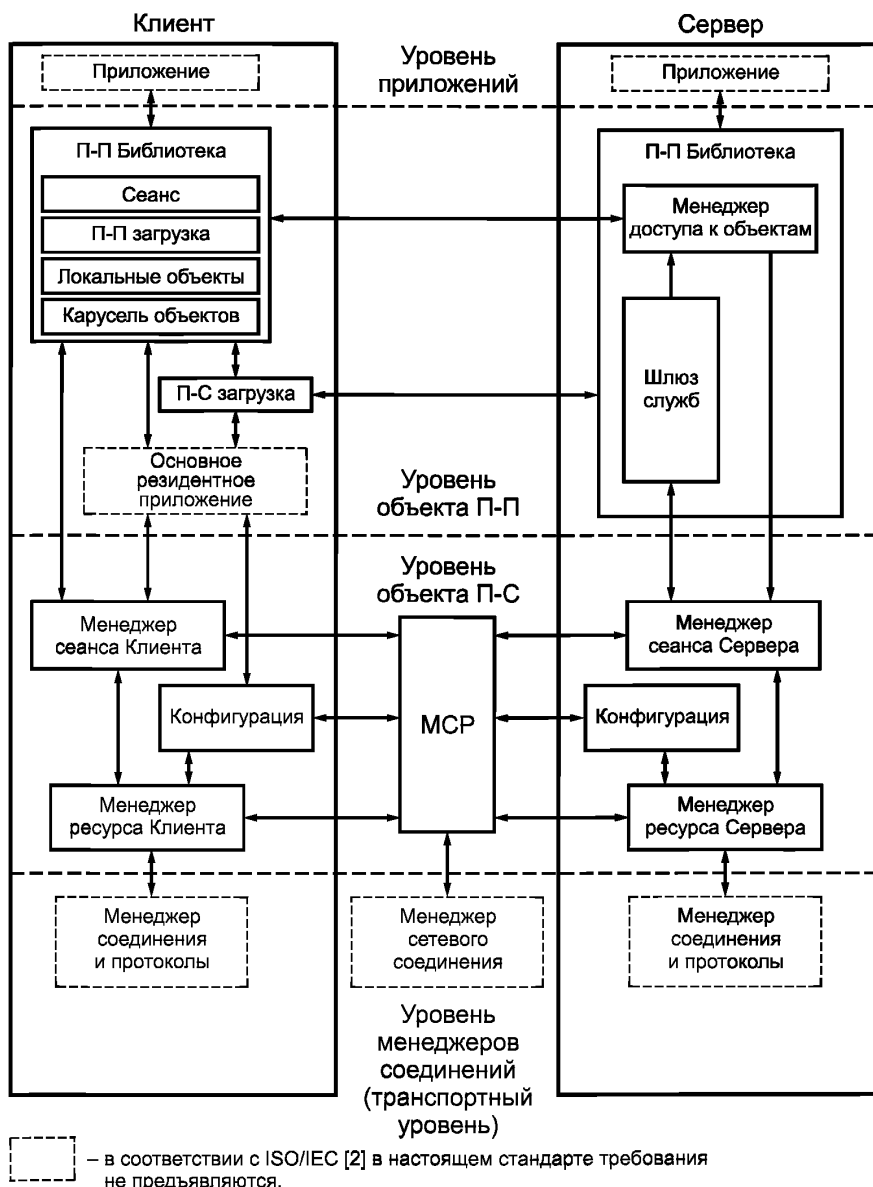 Клиент
Сервер
Уровень
приложений
Приложение
Приложение
П-П Библиотека
Сеанс
П-П загрузка
Локальные объекты
Карусель объектов
П-П Библиотека
Менеджер
доступа к объектам
Шлюз
служб
П-С загрузка
Основное
резидентное
приложение
Уровень
объекта П-П
Уровень
объекта П-С
Менеджер
сеанса Клиента
Менеджер
сеанса Сервера
Конфигурация
МСР
Конфигурация
Менеджер
ресурса Клиента
Менеджер
ресурса Сервера
Менеджер
соединения
и протоколы
Менеджер
сетевого
соединения
Менеджер
соединения
и протоколы
Уровень
менеджеров
соединений
(транспортный
уровень)
– в соответствии с ISO/IEC [2] в настоящем стандарте требования
не предъявляются.